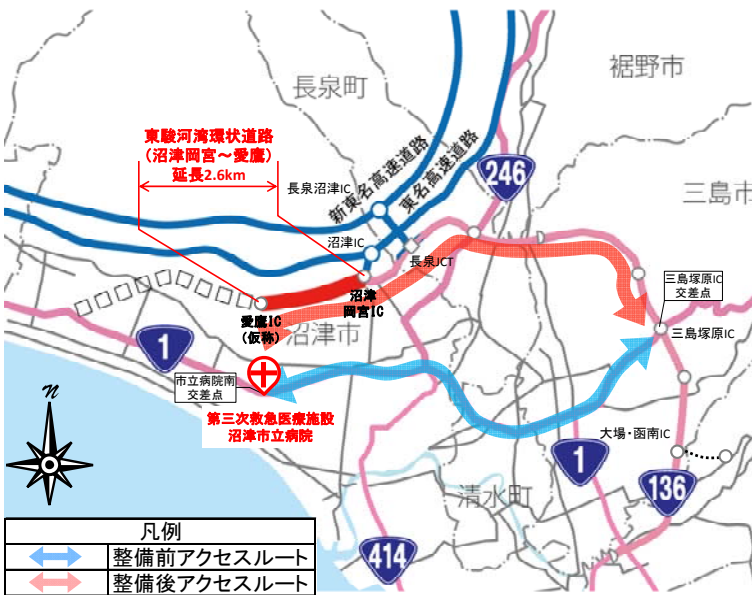 裾野市
長泉町
東駿河湾環状道路
(沼津岡宮～愛鷹)
延長2.6km
新東名高速道路
東名高速道路
246
長泉沼津IC
三島市
沼津IC
長泉JCT
三島塚原IC
交差点
沼津
岡宮IC
愛鷹IC
(仮称)
沼津市
三島塚原IC
1
市立病院南
交差点
第三次救急医療施設
沼津市立病院
大場・函南IC
1
136
清水町
414
N
凡例
整備前アクセスルート
整備後アクセスルート